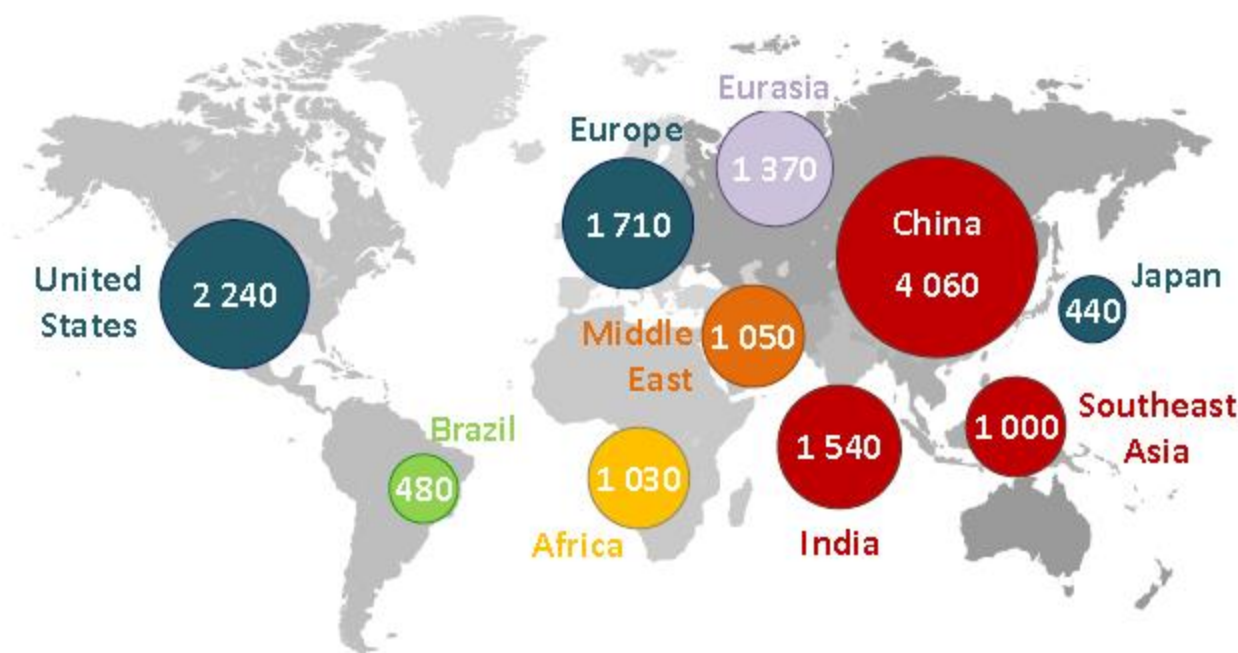 Eurasia
1 370
Europe
1 710
China
4 060
United
States
2 240
Japan
440
Middle
East
1 050
Brazil
480
Africa
1 030
India
1 540
Southeast
Asia
1 000